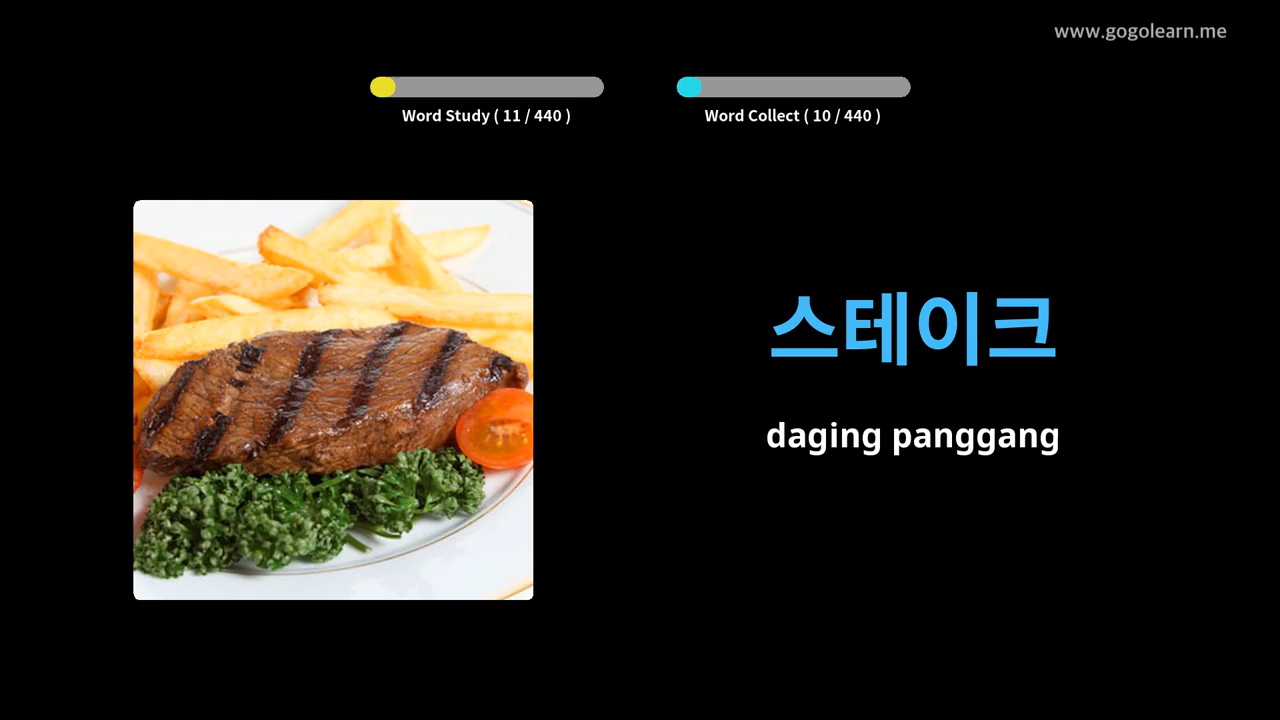 www.gogolearn.me
Word Study ( 11 / 440 )
Word Collect ( 10 / 440 )
스테이크
daging panggang